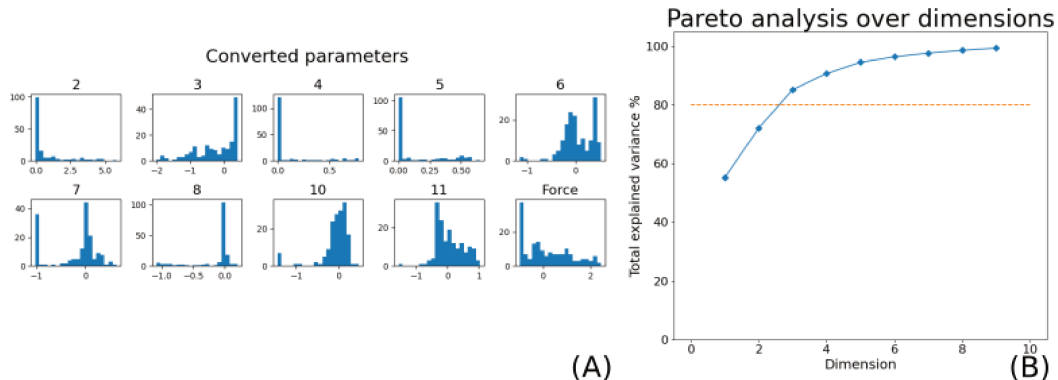 Converted parameters
2 3 4 5 6
100 50 0 0.0 2.5 5.0
40 20 0 −2 −1 0
100 50 0 0.0 0.5
100 50 0 0.00 0.25 0.50
20 0 −1 0
7 8 10 11 Force
40 20 0 −1 0
100 50 0 −1.0 −0.5 0.0
20 0 −1 0
20 0 −1 0 1
20 0 0 2
(A)
Pareto analysis over dimensions
Total explained variance %
100
80
60
40
20
0
0 2 4 6 8 10
Dimension
(B)